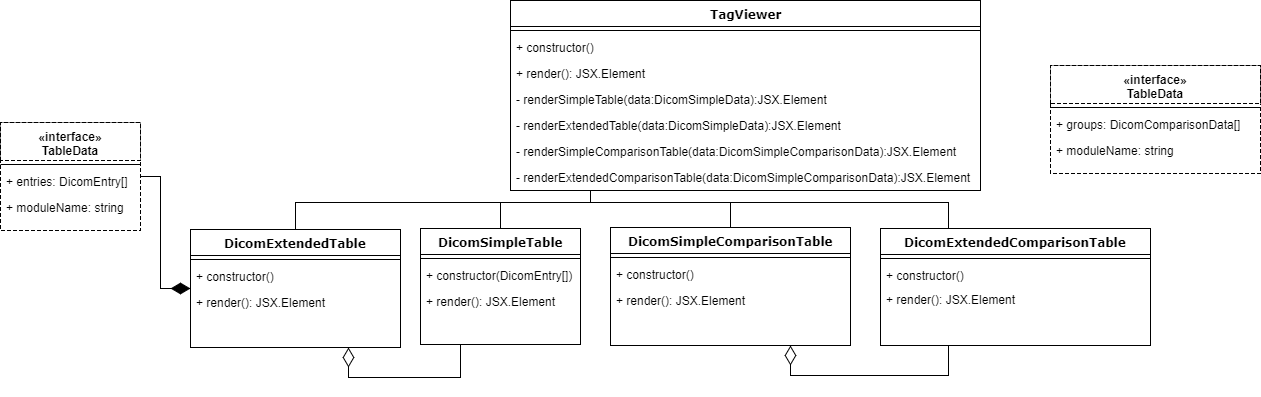 TagViewer
+ constructor()
+ render(): JSX.Element
- renderSimpleTable(data:DicomSimpleData):JSX.Element
- renderExtendedTable(data:DicomSimpleData):JSX.Element
- renderSimpleComparisonTable(data:DicomSimpleComparisonData):JSX.Element
- renderExtendedComparisonTable(data:DicomSimpleComparisonData):JSX.Element
«interface»
TableData
+ groups: DicomComparisonData[]
+ moduleName: string
«interface»
TableData
+ entries: DicomEntry[]
+ moduleName: string
DicomExtendedTable
+ constructor()
+ render(): JSX.Element
DicomSimpleTable
+ constructor(DicomEntry[])
+ render(): JSX.Element
DicomSimpleComparisonTable
+ constructor()
+ render(): JSX.Element
DicomExtendedComparisonTable
+ constructor()
+ render(): JSX.Element